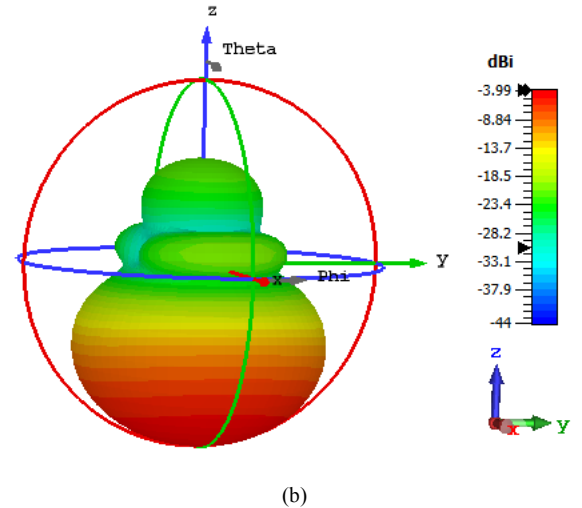 z
Theta
y
x
Phi
dBi
-3.99
-8.84
-13.7
-18.5
-23.4
-28.2
-33.1
-37.9
-44
z
x
y
(b)